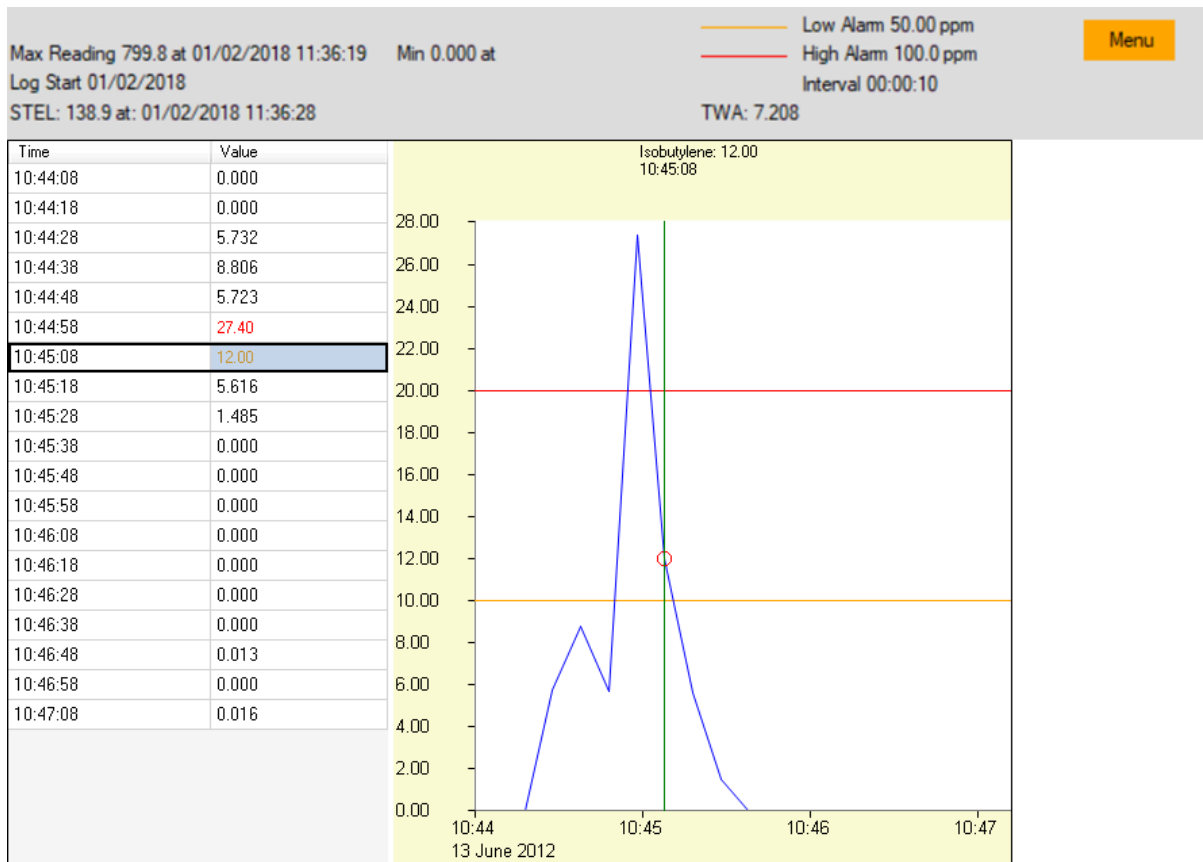 Low Alarm 50.00 ppm
Menu
Max Reading 799.8 at 01/02/2018 11:36:19 Min 0.000 at
High Alarm 100.0 ppm
Log Start 01/02/2018
Interval 00:00:10
STEL: 138.9 at: 01/02/2018 11:36:28
TWA: 7.208
Time Value
10:44:08 0.000
10:44:18 0.000
10:44:28 5.732
10:44:38 8.806
10:44:48 5.723
10:44:58 27.40
10:45:08 12.00
10:45:18 5.616
10:45:28 1.485
10:45:38 0.000
10:45:48 0.000
10:45:58 0.000
10:46:08 0.000
10:46:18 0.000
10:46:28 0.000
10:46:38 0.000
10:46:48 0.013
10:46:58 0.000
10:47:08 0.016
Isobutylene: 12.00
10:45:08
28.00
26.00
24.00
22.00
20.00
18.00
16.00
14.00
12.00
10.00
8.00
6.00
4.00
2.00
0.00
10:44 10:45 10:46 10:47
13 June 2012